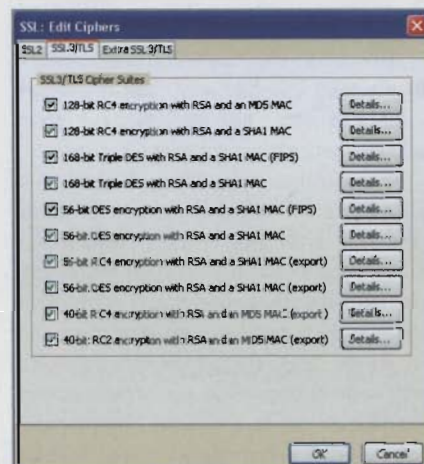 SSL: Edit Ciphers
SSL2 SSL3/TLS Extra SSL3/TLS
SSL3/TLS Cipher Suites
128-bit RC4 encryption with RSA and an MD5 MAC Details...
128-bit RC4 encryption with RSA and a SHA1 MAC Details...
168-bit Triple DES with RSA and a SHA1 MAC (FIPS) Details...
168-bit Triple DES with RSA and a SHA1 MAC Details...
56-bit DES encryption with RSA and a SHA1 MAC (FIPS) Details...
56-bit DES encryption with RSA and a SHA1 MAC Details...
56-bit RC4 encryption with RSA and a SHA1 MAC (export) Details...
56-bit DES encryption with RSA and a SHA1 MAC (export) Details...
40-bit RC4 encryption with RSA and an MD5 MAC (export) Details...
40-bit RC2 encryption with RSA and an MD5 MAC (export) Details...
OK Cancel